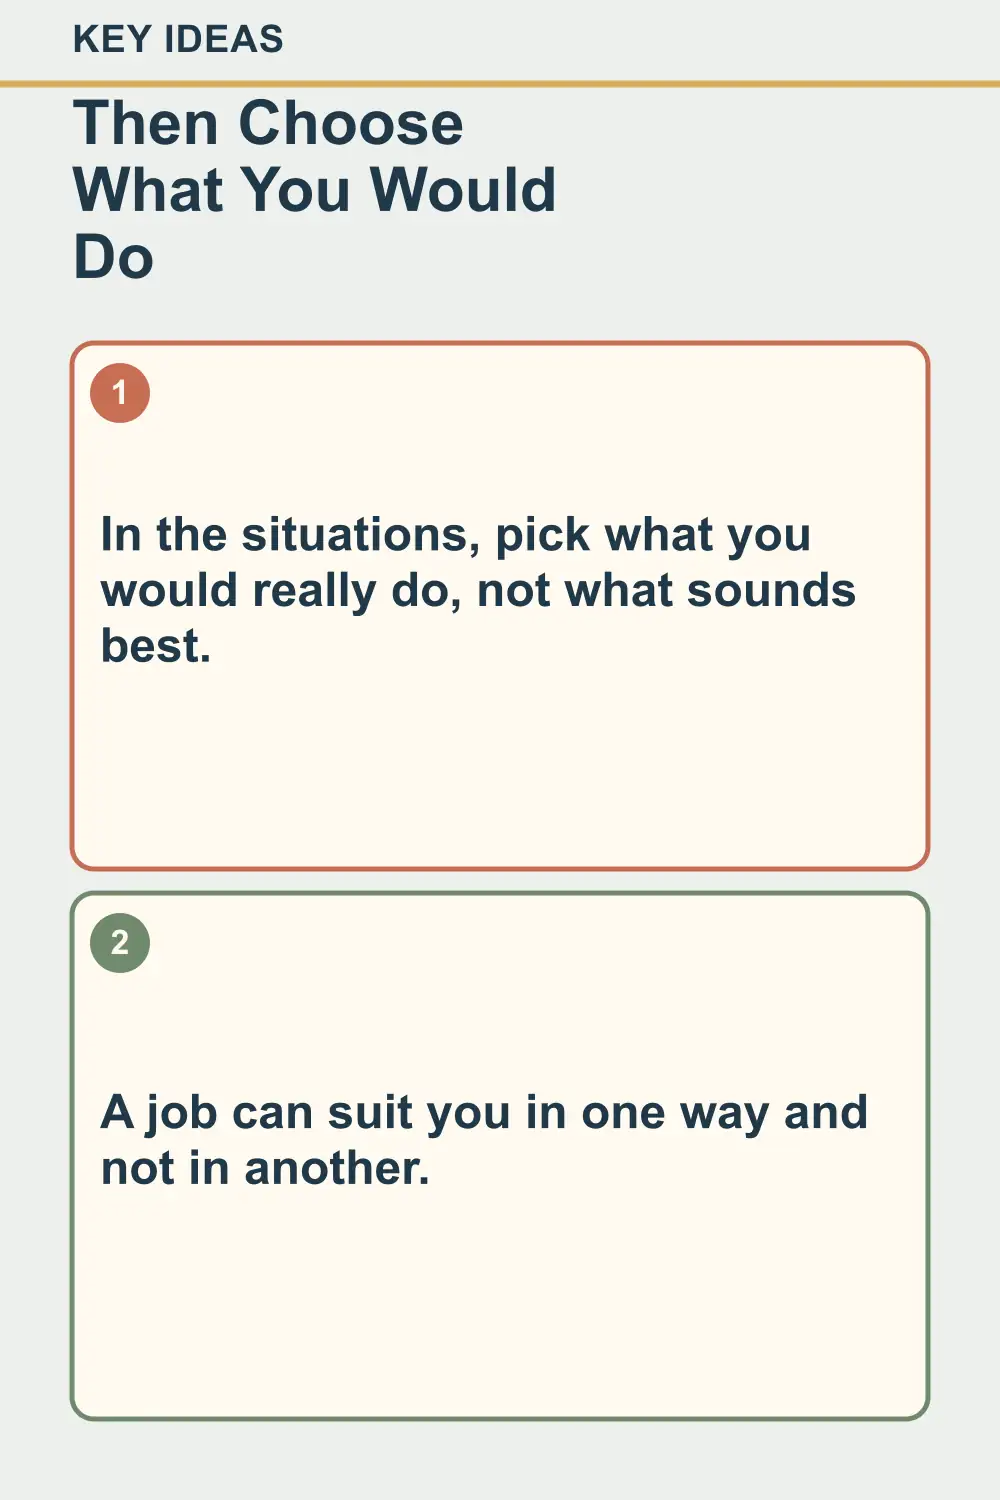 KEY IDEAS
Then Choose
What You Would
Do
1
In the situations, pick what you
would really do, not what sounds
best.
2
A job can suit you in one way and
not in another.